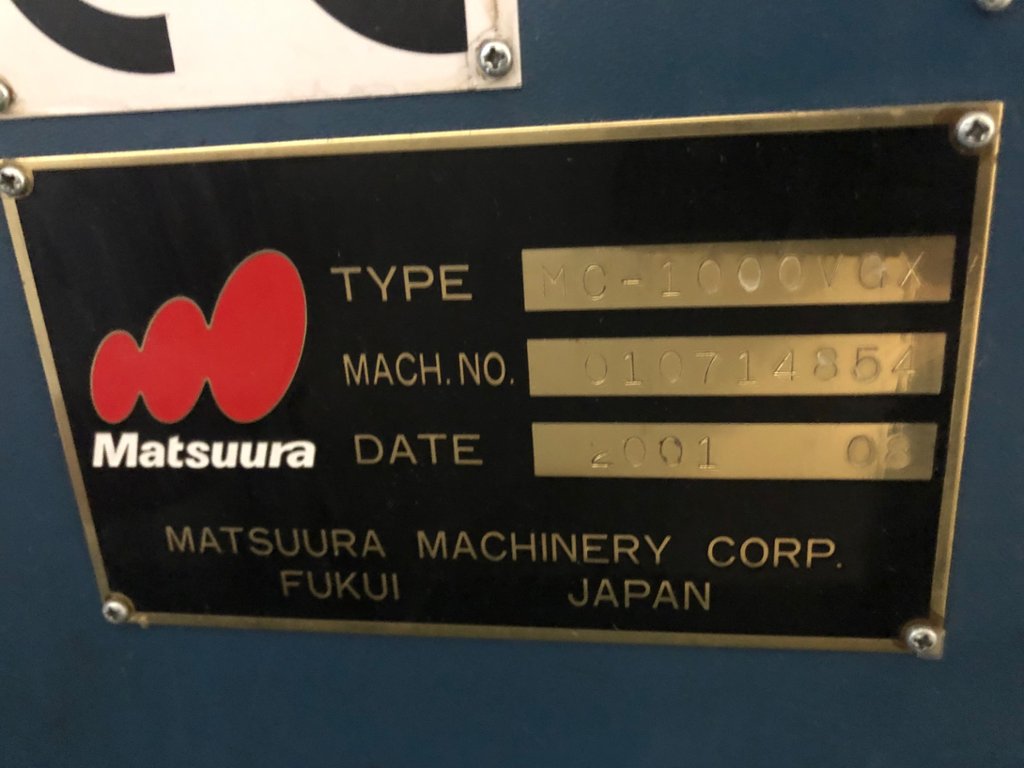 TYPE MC-1000VGX
MACH. NO. 010714854
DATE 2001 08
Matsuura
MATSUURA MACHINERY CORP.
FUKUI JAPAN